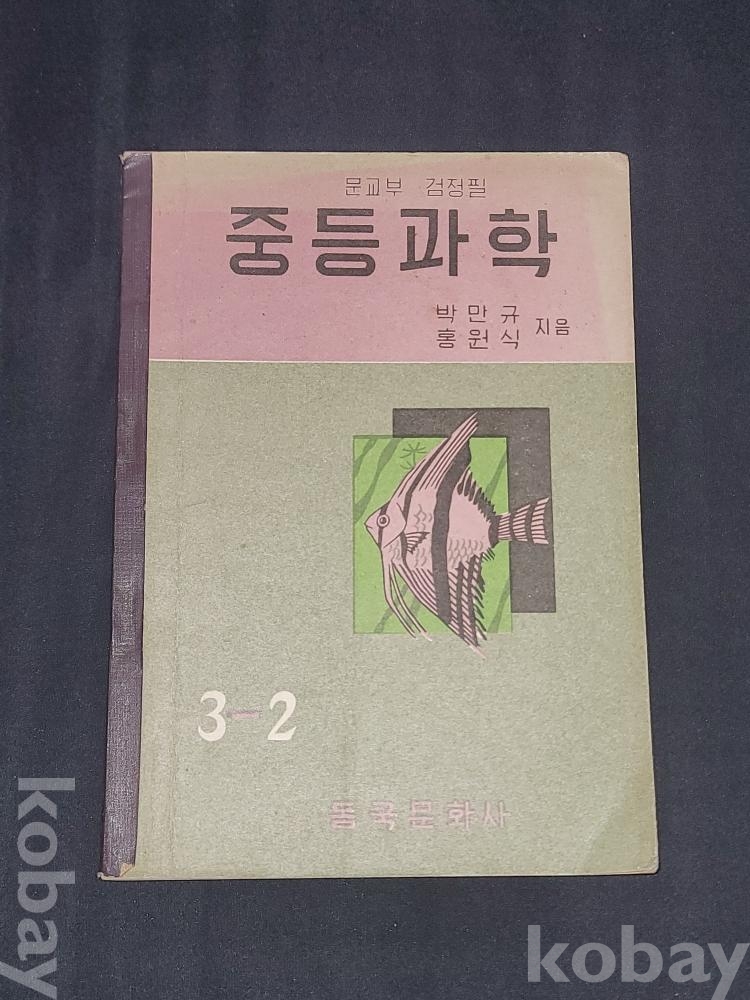 문교부 검정필
중등과학
박만규
홍원식 지음
3-2
동국문화사
kobay
kobay